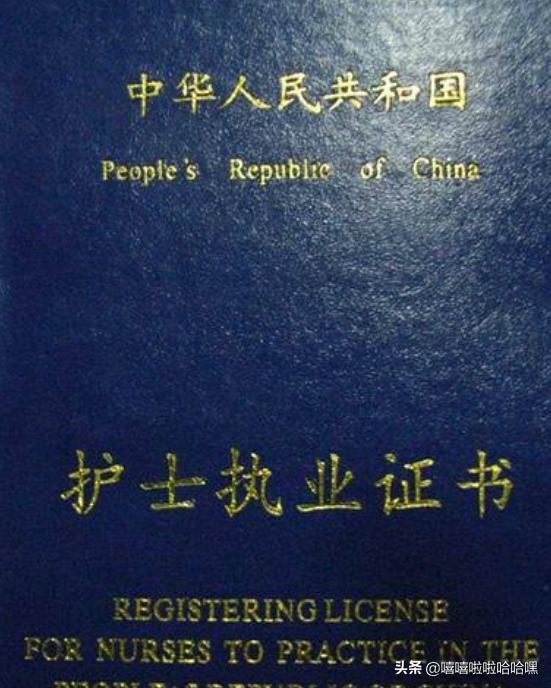 中华人民共和国
People's Republic of China
护士执业证书
REGISTERING LICENSE
FOR NURSES TO PRACTICE IN THE
头条 @嘻嘻啦啦哈哈嘿